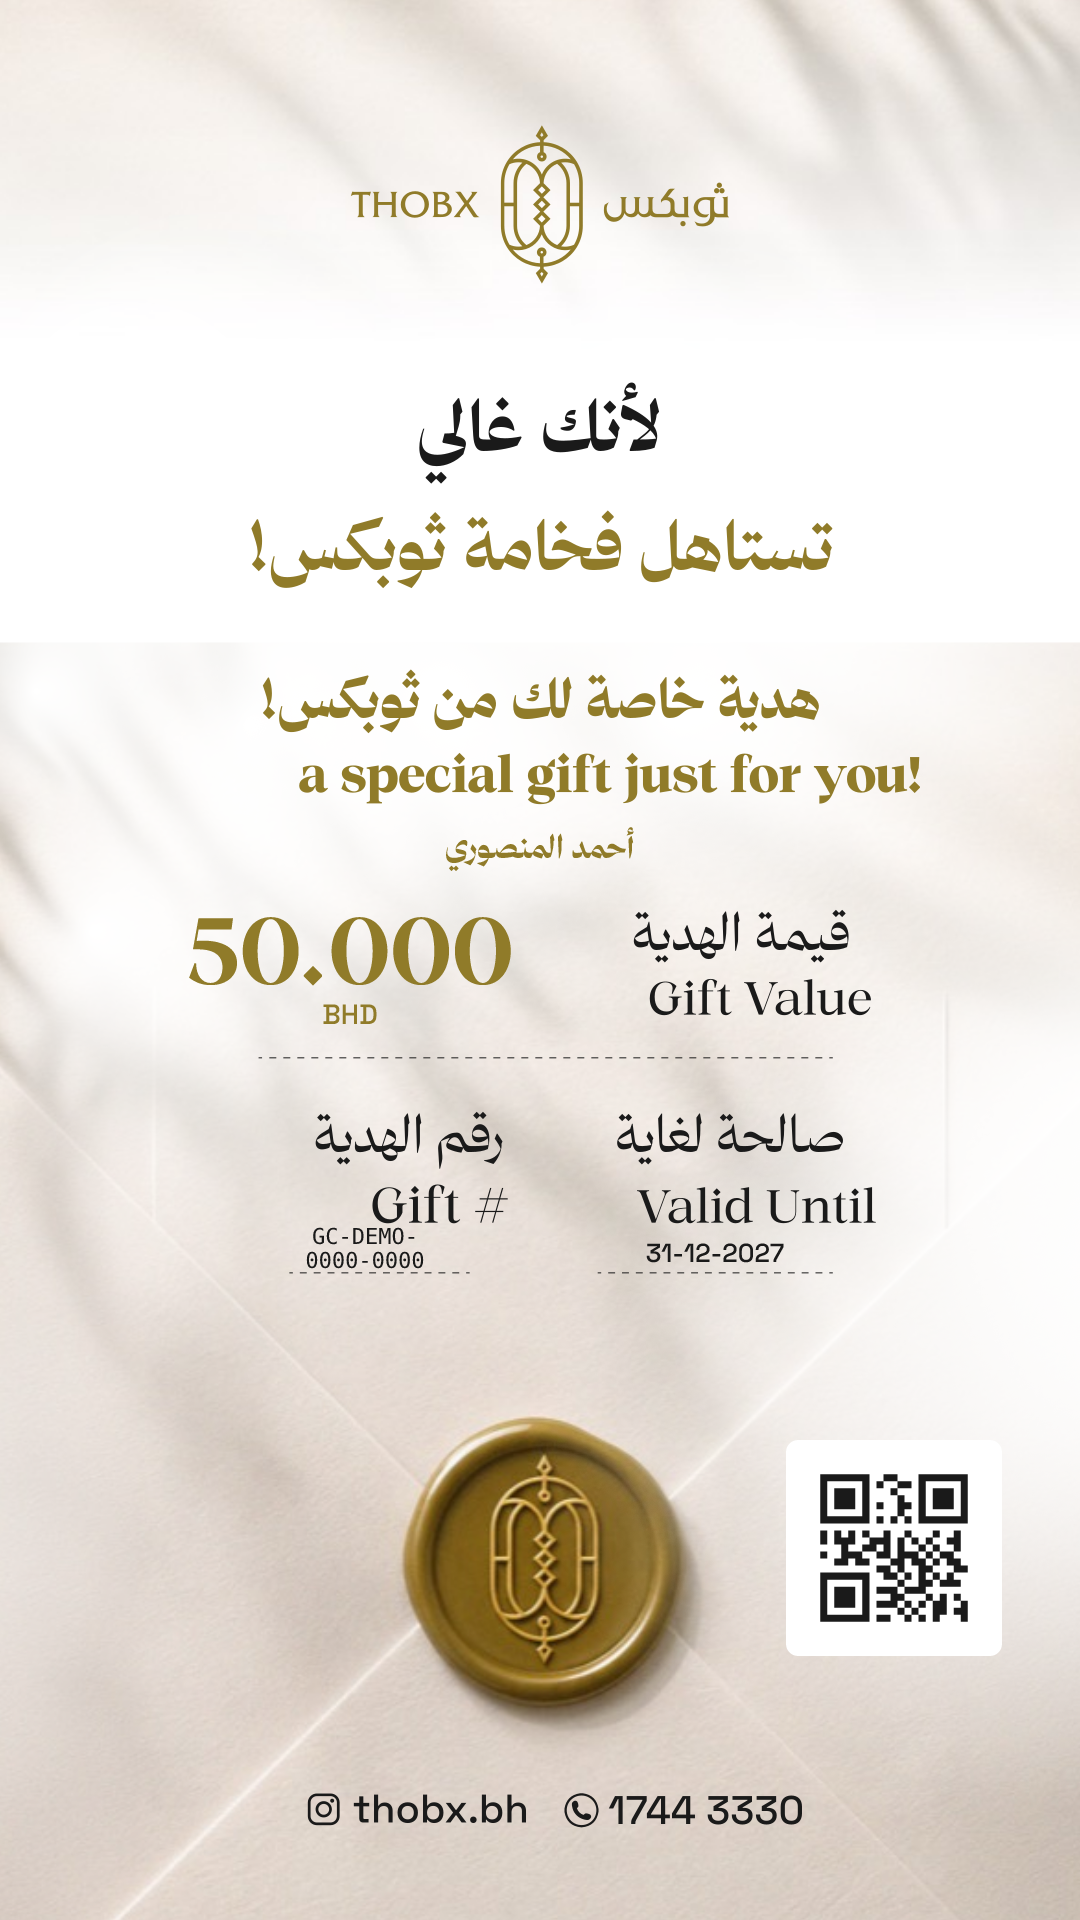 THOBX ثوبكس
لأنك غالي
تستاهل فخامة ثوبكس!
هدية خاصة لك من ثوبكس!
a special gift just for you!
أحمد المنصوري
قيمة الهدية
Gift Value
50.000
BHD
صالحة لغاية
Valid Until
31-12-2027
رقم الهدية
Gift #
GC-DEMO-
0000-0000
thobx.bh 1744 3330